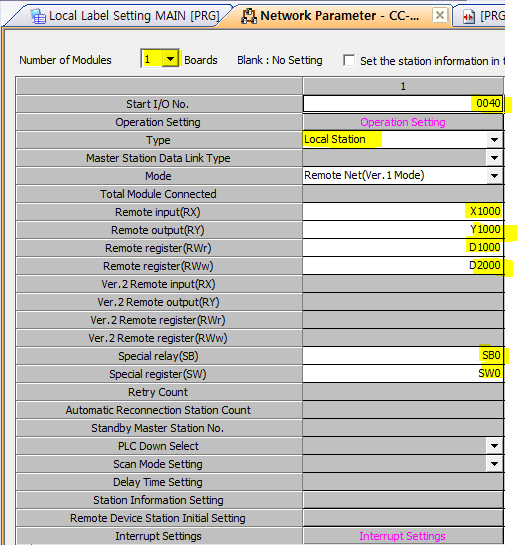 Local Label Setting MAIN [PRG]
Network Parameter - CC-...
[PRG
Number of Modules
1
Boards
Blank : No Setting
Set the station information in
1
Start I/O No.
0040
Operation Setting
Operation Setting
Type
Local Station
Master Station Data Link Type
Mode
Remote Net(Ver.1 Mode)
Total Module Connected
Remote input(RX)
X1000
Remote output(RY)
Y1000
Remote register(RWr)
D1000
Remote register(RWw)
D2000
Ver.2 Remote input(RX)
Ver.2 Remote output(RY)
Ver.2 Remote register(RWr)
Ver.2 Remote register(RWw)
Special relay(SB)
SB0
Special register(SW)
SW0
Retry Count
Automatic Reconnection Station Count
Standby Master Station No.
PLC Down Select
Scan Mode Setting
Delay Time Setting
Station Information Setting
Remote Device Station Initial Setting
Interrupt Settings
Interrupt Settings